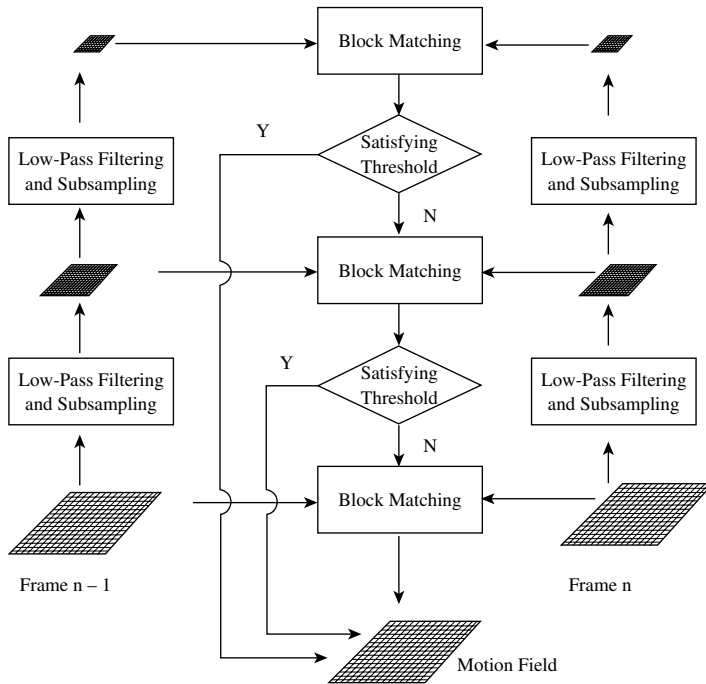 Block Matching
Y
Satisfying
Threshold
Low-Pass Filtering
and Subsampling
Low-Pass Filtering
and Subsampling
N
Block Matching
Y
Satisfying
Threshold
Low-Pass Filtering
and Subsampling
Low-Pass Filtering
and Subsampling
N
Block Matching
Frame n – 1
Frame n
Motion Field